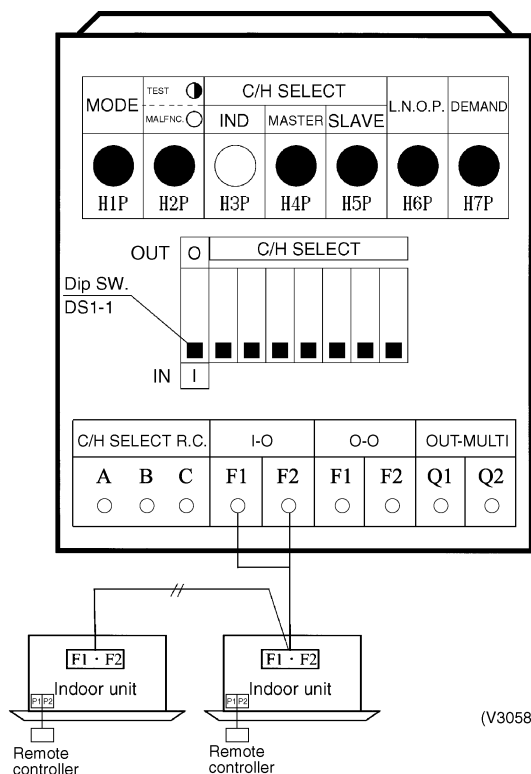 MODE
TEST
MALFNC.
C/H SELECT
IND
MASTER
SLAVE
L.N.O.P.
DEMAND
H1P H2P H3P H4P H5P H6P H7P
OUT O C/H SELECT
Dip SW.
DS1-1
IN I
C/H SELECT R.C. I-O O-O OUT-MULTI
A B C F1 F2 F1 F2 Q1 Q2
F1 · F2 F1 · F2
Indoor unit Indoor unit
P1 P2 P1 P2
(V3058
Remote controller
Remote controller